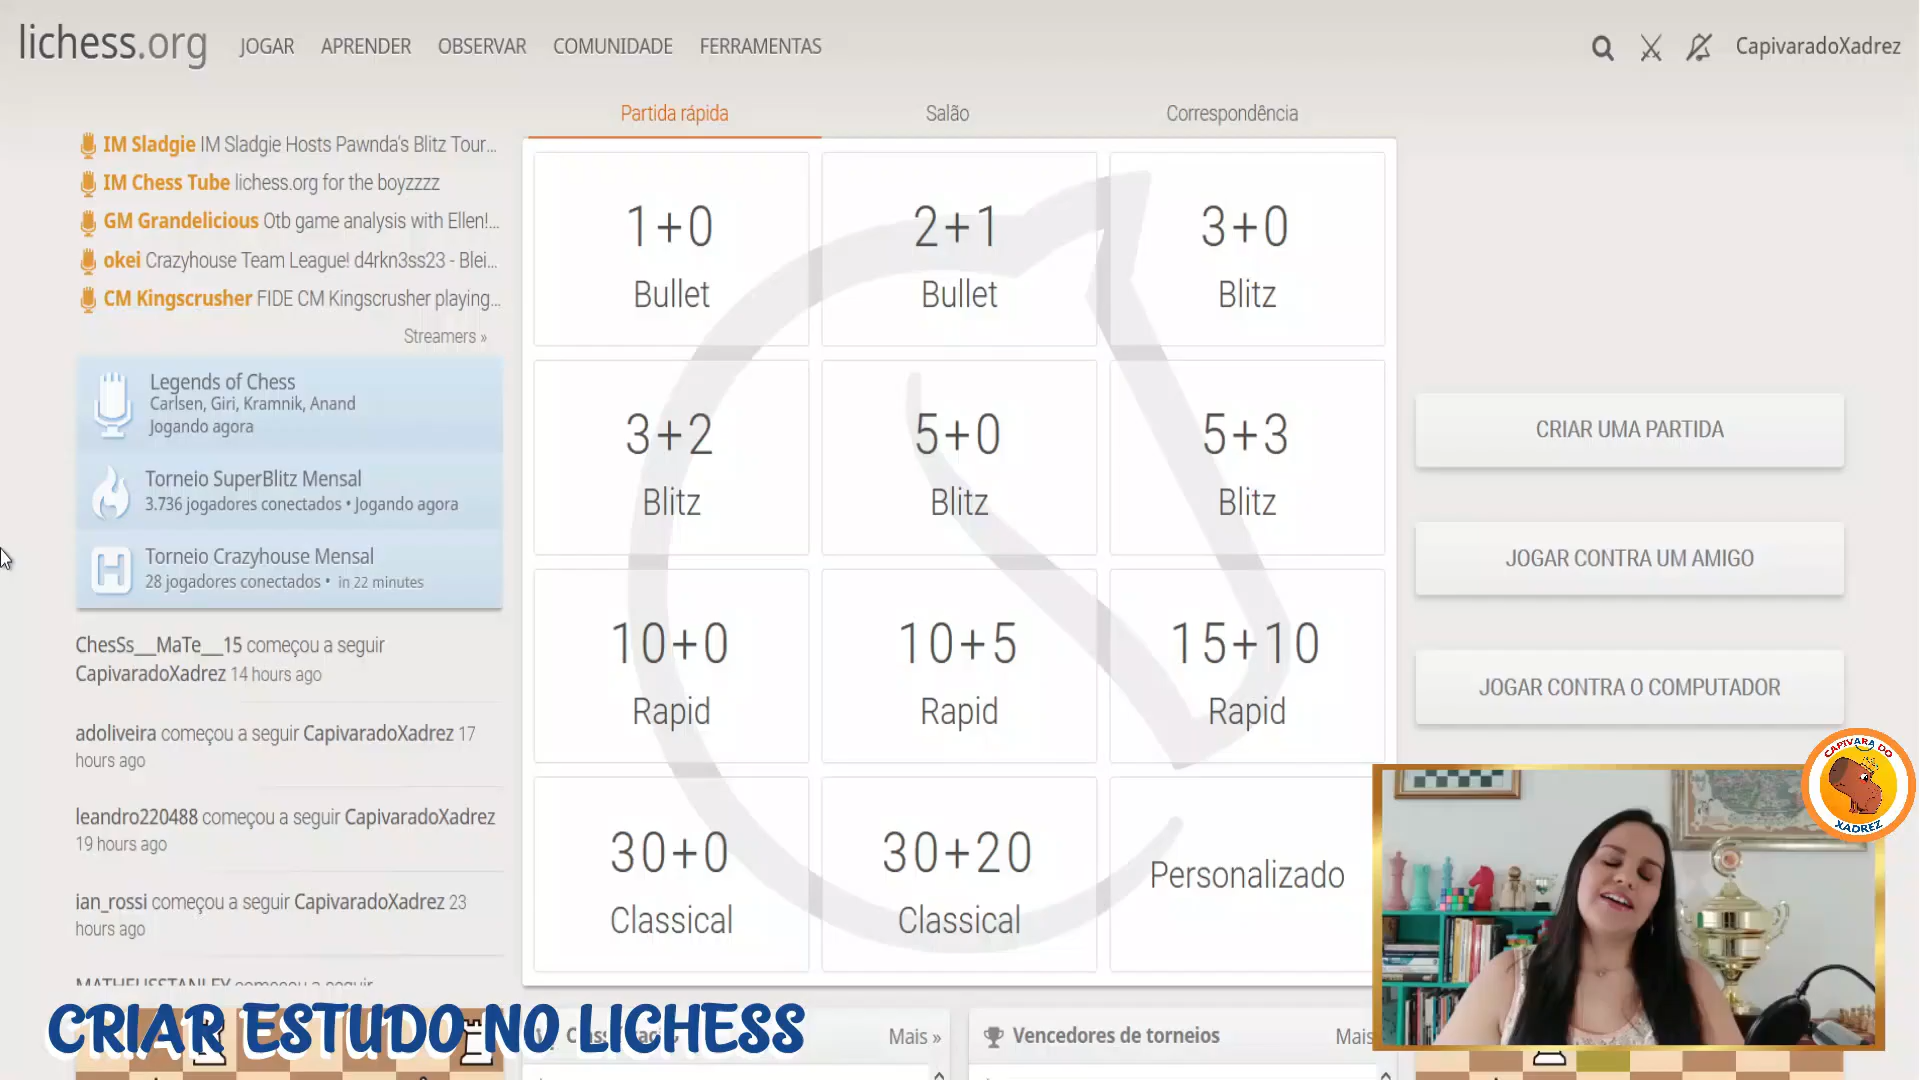 lichess.org
JOGAR
APRENDER
OBSERVAR
COMUNIDADE
FERRAMENTAS
CapivaradoXadrez
IM Sladgie IM Sladgie Hosts Pawnda's Blitz Tour...
IM Chess Tube lichess.org for the boyzzzz
GM Grandelicious Otb game analysis with Ellen!...
okei Crazyhouse Team League! d4rkn3ss23 - Blei...
CM Kingscrusher FIDE CM Kingscrusher playing...
Streamers »
Legends of Chess
Carlsen, Giri, Kramnik, Anand
Jogando agora
Torneio SuperBlitz Mensal
3.736 jogadores conectados • Jogando agora
Torneio Crazyhouse Mensal
28 jogadores conectados • in 22 minutes
ChesSs___MaTe___15 começou a seguir
CapivaradoXadrez 14 hours ago
adoliveira começou a seguir CapivaradoXadrez 17
hours ago
leandro220488 começou a seguir CapivaradoXadrez
19 hours ago
ian_rossi começou a seguir CapivaradoXadrez 23
hours ago
MATHEUSSTANLEY começou a seguir
Partida rápida
Salão
Correspondência
1+0
Bullet
2+1
Bullet
3+0
Blitz
3+2
Blitz
5+0
Blitz
5+3
Blitz
10+0
Rapid
10+5
Rapid
15+10
Rapid
30+0
Classical
30+20
Classical
Personalizado
CRIAR UMA PARTIDA
JOGAR CONTRA UM AMIGO
JOGAR CONTRA O COMPUTADOR
CAPIVARA DO
XADREZ
CRIAR ESTUDO NO LICHESS
Mais »
Vencedores de torneios
Mais